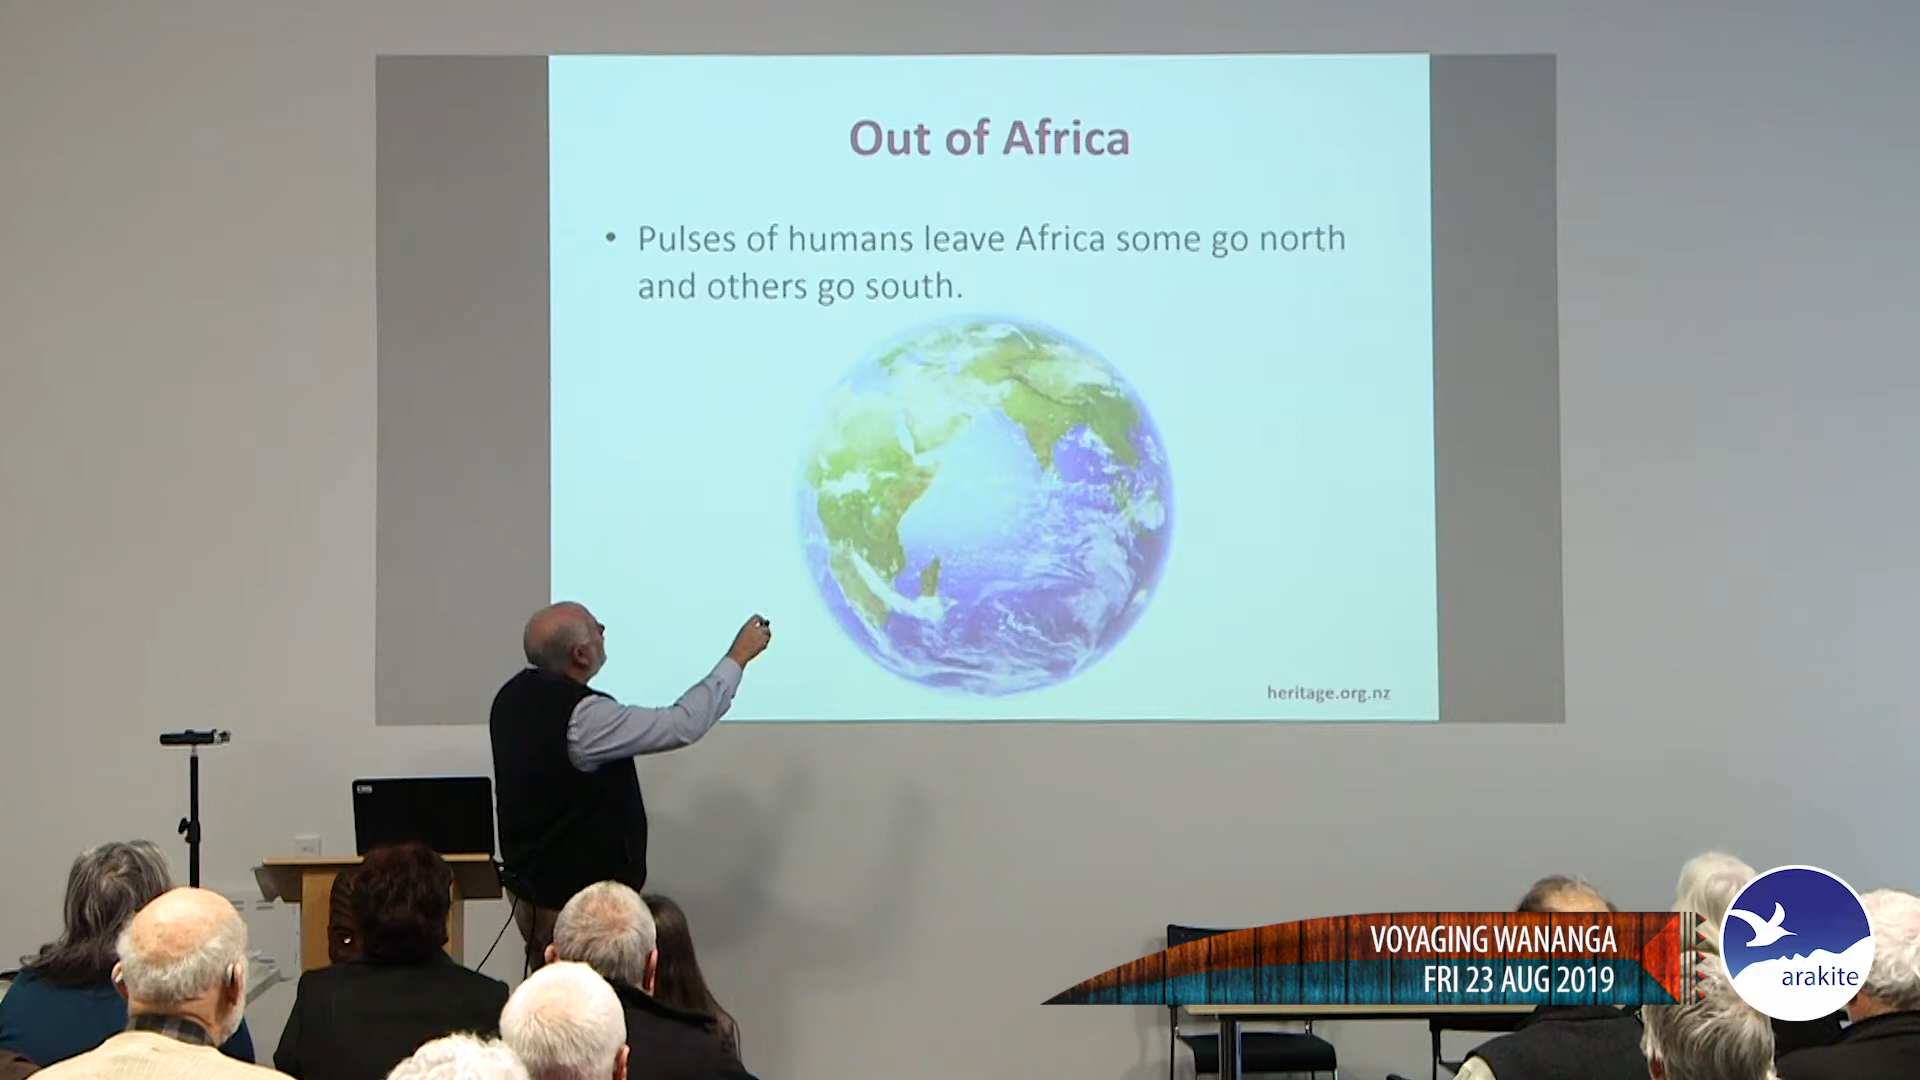 Out of Africa
• Pulses of humans leave Africa some go north
and others go south.
heritage.org.nz
VOYAGING WANANGA
FRI 23 AUG 2019
arakite